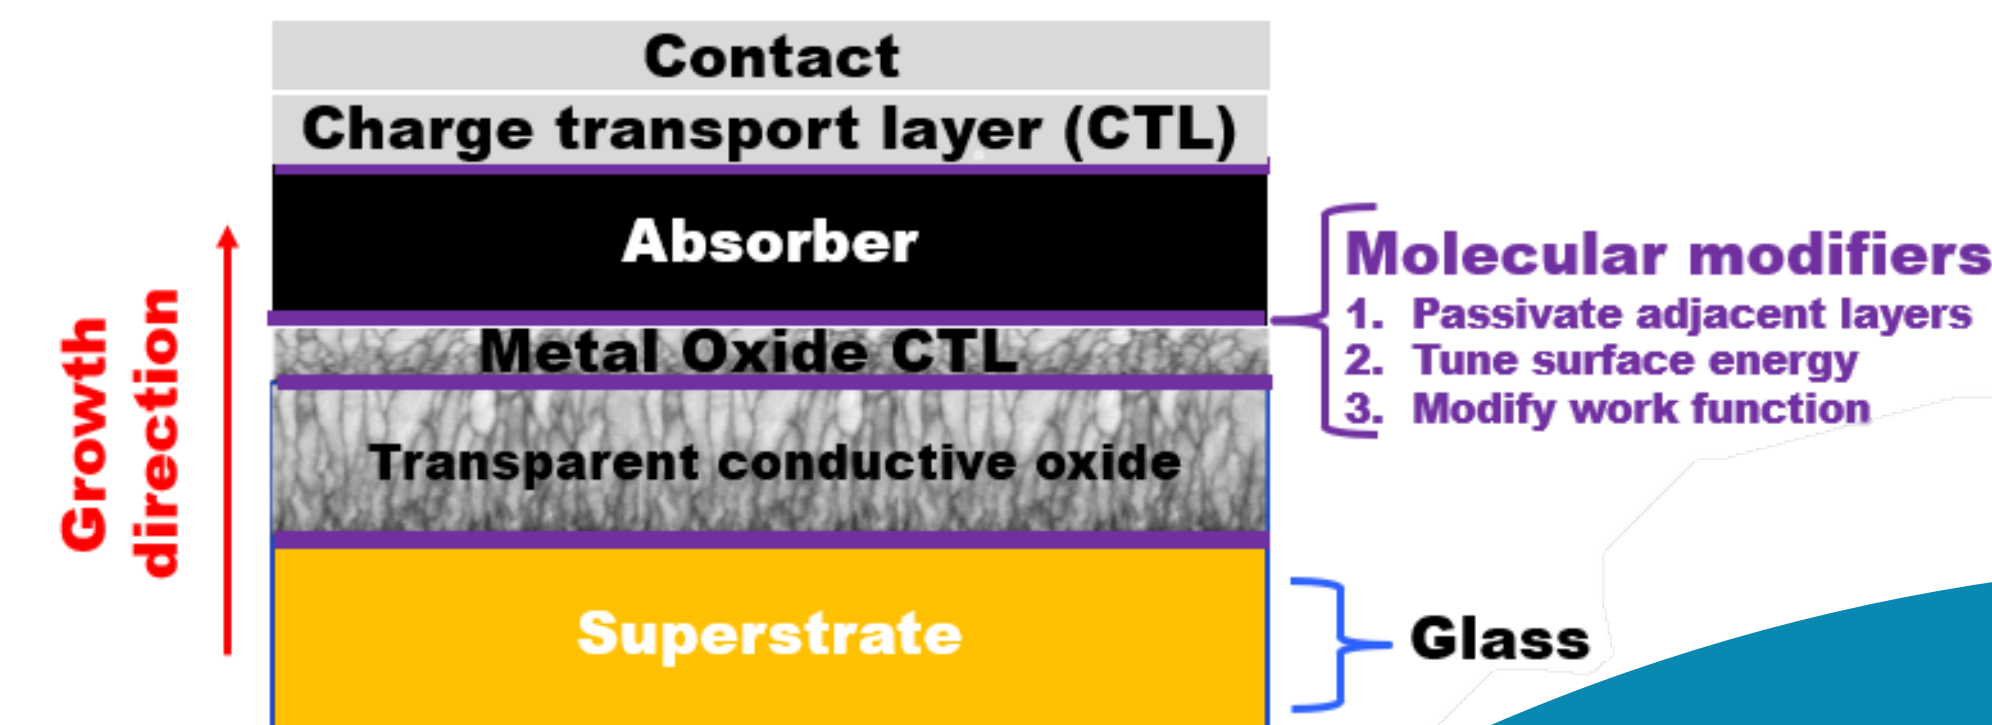 Contact
Charge transport layer (CTL)
Absorber
Metal Oxide CTL
Transparent conductive oxide
Superstrate
Growth
direction
Molecular modifiers
1. Passivate adjacent layers
2. Tune surface energy
3. Modify work function
Glass